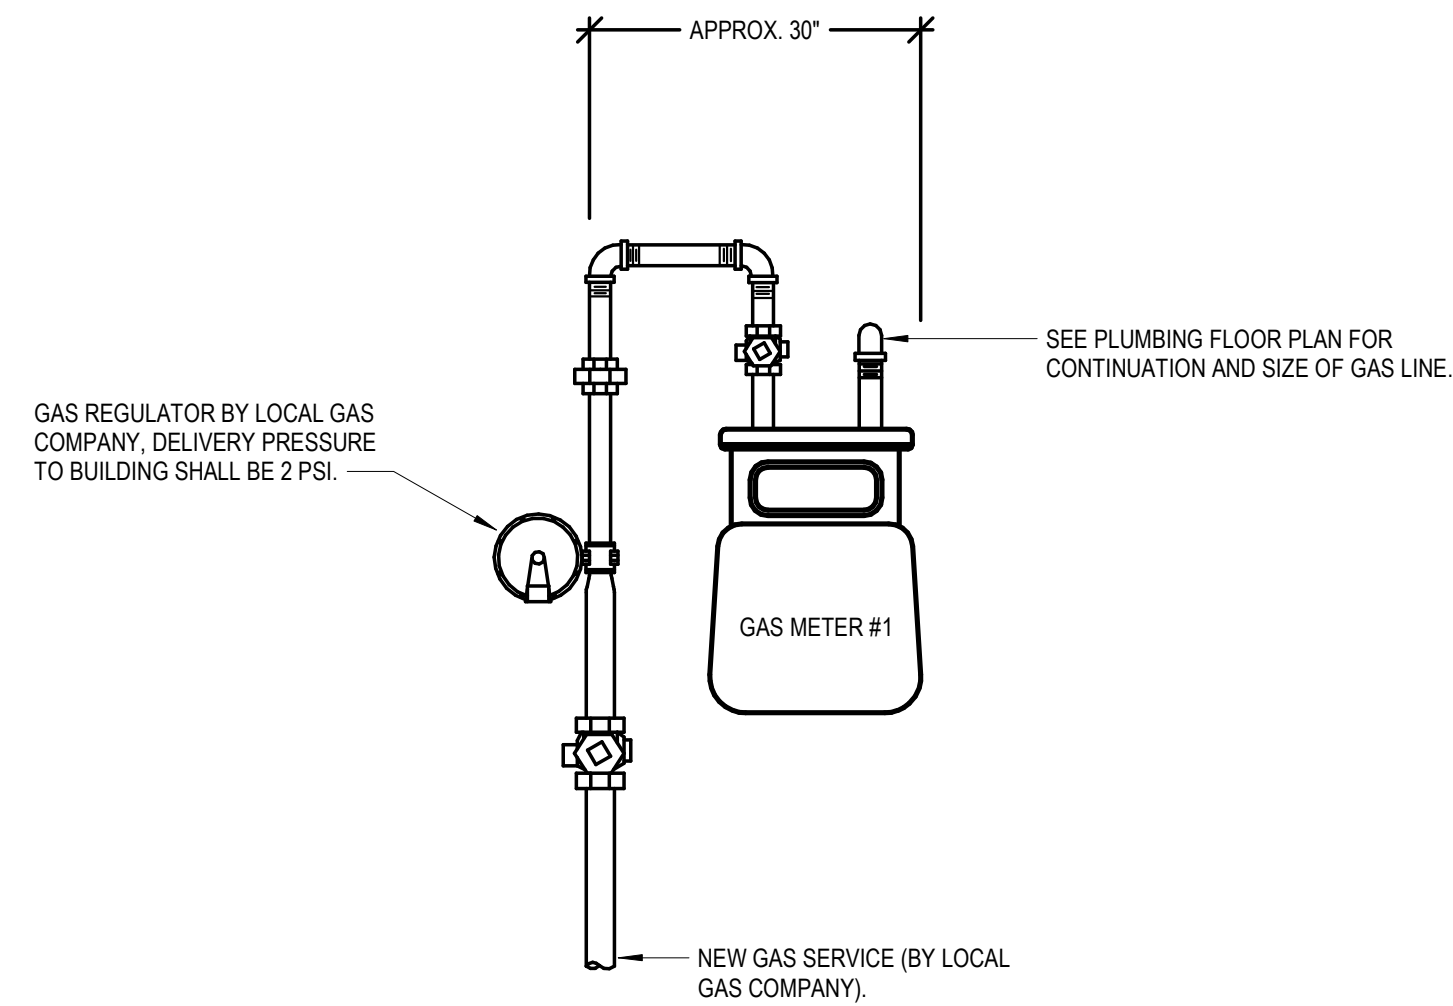 APPROX. 30"
SEE PLUMBING FLOOR PLAN FOR
CONTINUATION AND SIZE OF GAS LINE.
GAS REGULATOR BY LOCAL GAS
COMPANY, DELIVERY PRESSURE
TO BUILDING SHALL BE 2 PSI.
GAS METER #1
NEW GAS SERVICE (BY LOCAL
GAS COMPANY).